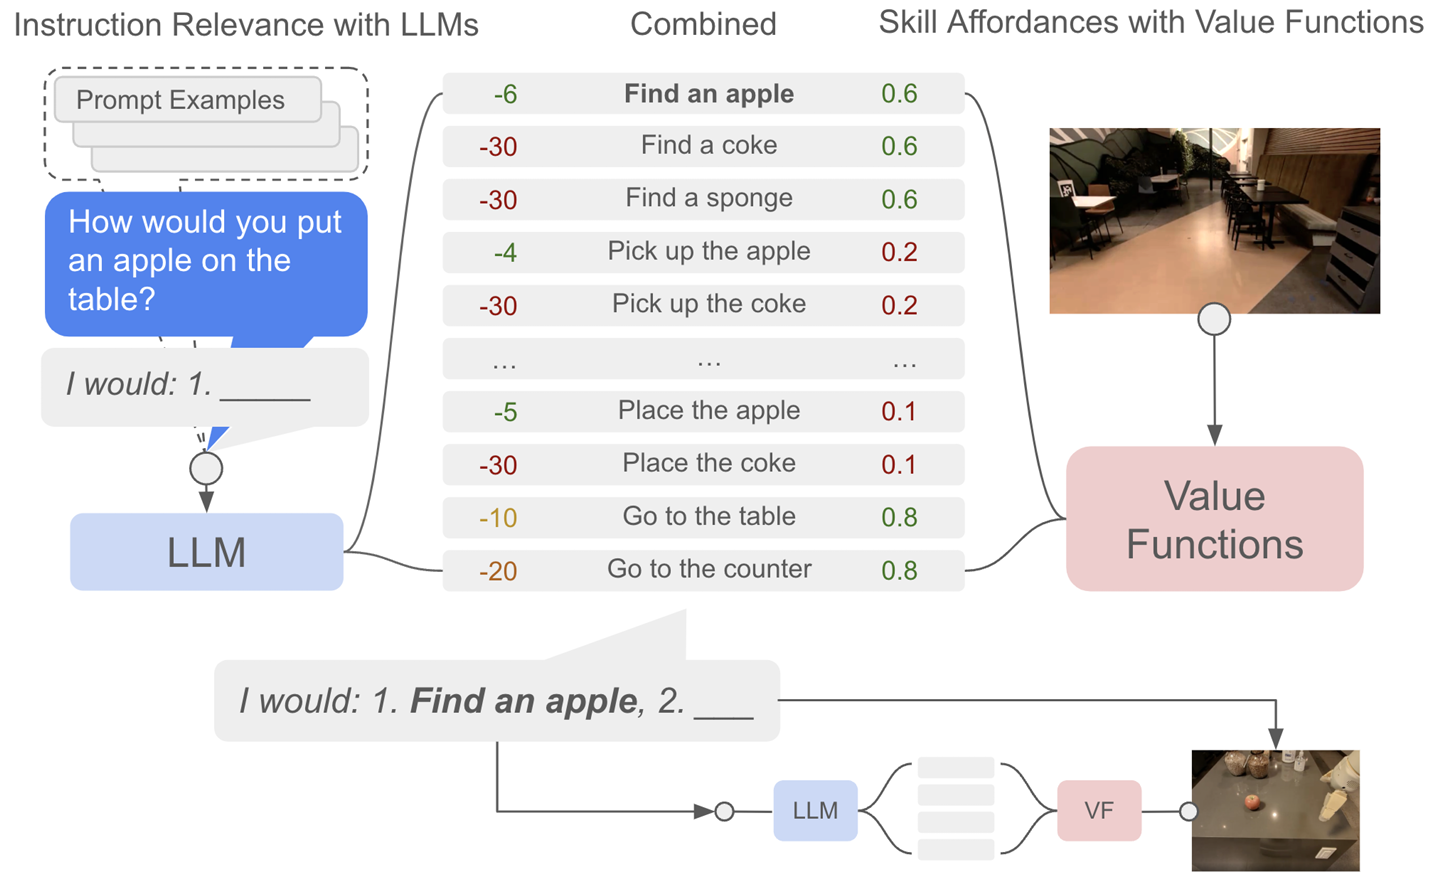 Instruction Relevance with LLMs
Combined
Skill Affordances with Value Functions
Prompt Examples
How would you put
an apple on the
table?
I would: 1. _____
LLM
-6 Find an apple 0.6
-30 Find a coke 0.6
-30 Find a sponge 0.6
-4 Pick up the apple 0.2
-30 Pick up the coke 0.2
... ... ...
-5 Place the apple 0.1
-30 Place the coke 0.1
-10 Go to the table 0.8
-20 Go to the counter 0.8
Value
Functions
I would: 1. Find an apple, 2. ___
LLM
VF